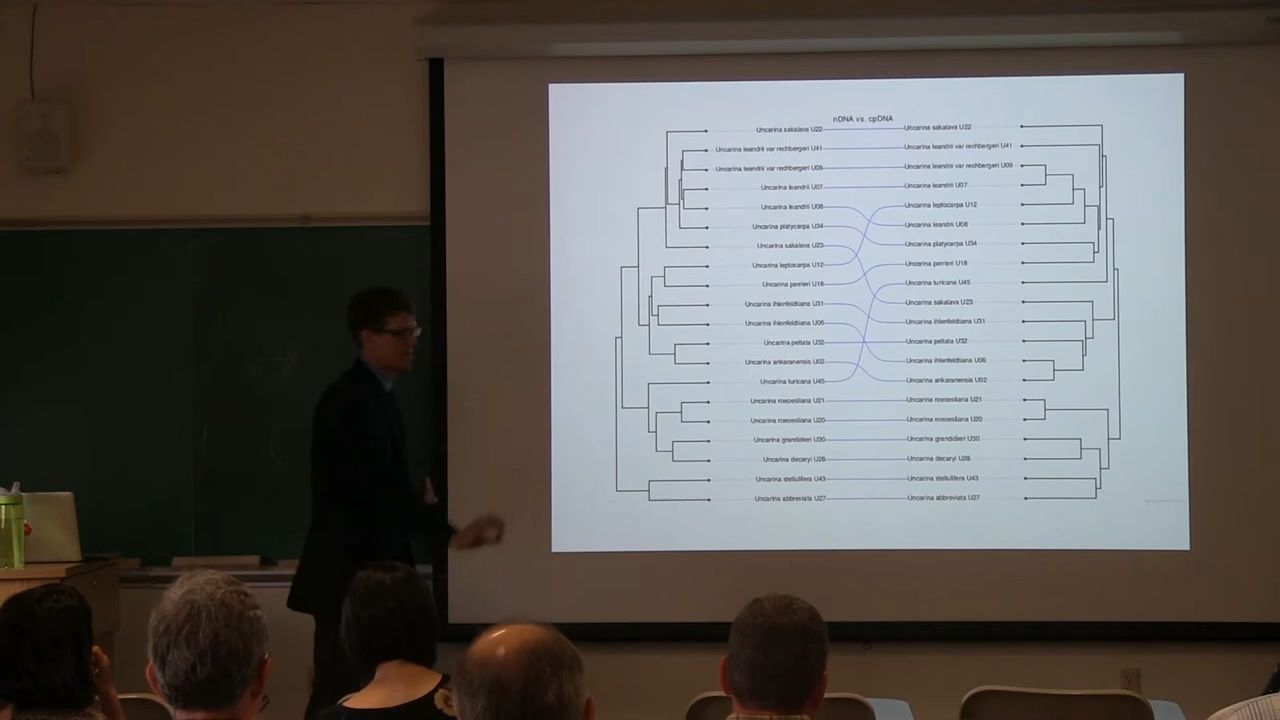 nDNA vs. cpDNA
Uncarina sakalava U22 Uncarina sakalava U22
Uncarina leandrii var rechbergeri U41 Uncarina leandrii var rechbergeri U41
Uncarina leandrii var rechbergeri U09 Uncarina leandrii var rechbergeri U09
Uncarina leandrii U07 Uncarina leandrii U07
Uncarina leandrii U08 Uncarina leptocarpa U12
Uncarina platycarpa U34 Uncarina leandrii U08
Uncarina sakalava U23 Uncarina platycarpa U34
Uncarina leptocarpa U12 Uncarina perrieri U18
Uncarina perrieri U18 Uncarina turicana U45
Uncarina ihlenfeldtiana U31 Uncarina sakalava U23
Uncarina ihlenfeldtiana U06 Uncarina ihlenfeldtiana U31
Uncarina peltata U32 Uncarina peltata U32
Uncarina ankaranensis U02 Uncarina ihlenfeldtiana U06
Uncarina turicana U45 Uncarina ankaranensis U02
Uncarina roeoesliana U21 Uncarina roeoesliana U21
Uncarina roeoesliana U20 Uncarina roeoesliana U20
Uncarina grandidieri U30 Uncarina grandidieri U30
Uncarina decaryi U28 Uncarina decaryi U28
Uncarina stellulifera U43 Uncarina stellulifera U43
Uncarina abbreviata U27 Uncarina abbreviata U27